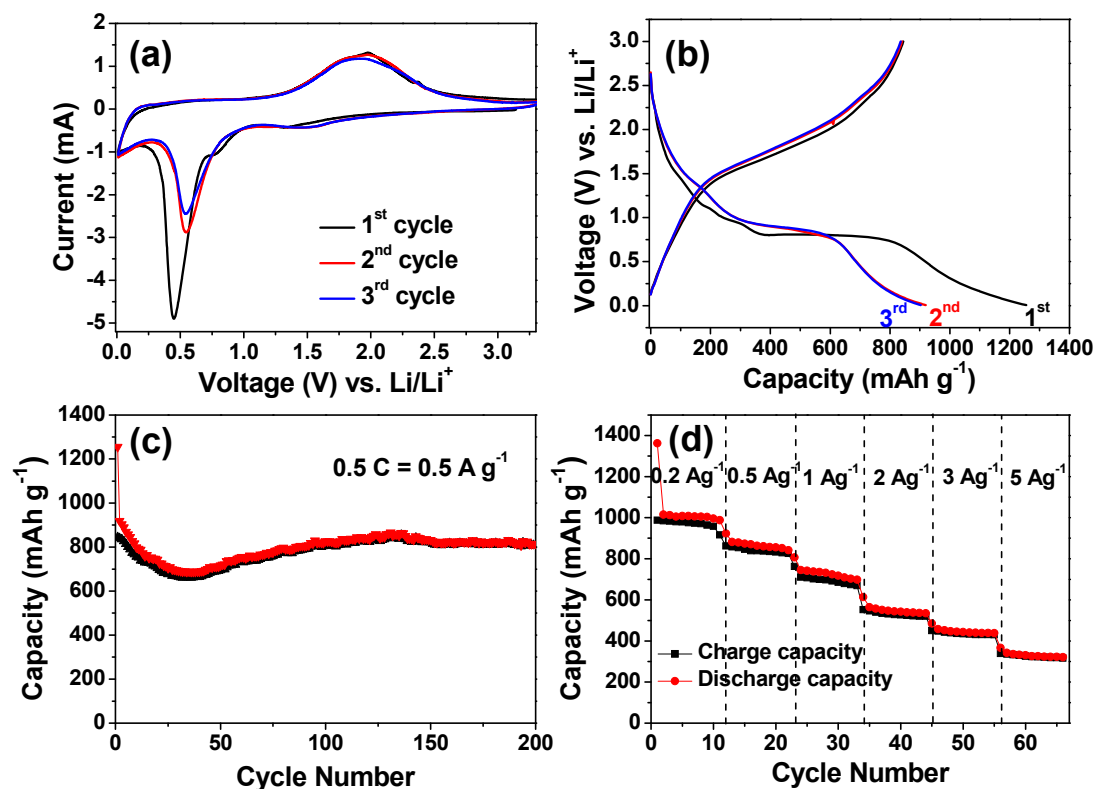 (a)
1
0
-1
-2
-3
-4
-5
Current (mA)
1st cycle
2nd cycle
3rd cycle
0.0 0.5 1.0 1.5 2.0 2.5 3.0
Voltage (V) vs. Li/Li+
(b)
3.0
2.5
2.0
1.5
1.0
0.5
0.0
Voltage (V) vs. Li/Li+
3rd 2nd 1st
0 200 400 600 800 1000 1200 1400
Capacity (mAh g-1)
(c)
1400
1200
1000
800
600
400
200
0
Capacity (mAh g-1)
0.5 C = 0.5 A g-1
0 50 100 150 200
Cycle Number
(d)
1400
1200
1000
800
600
400
200
0
Capacity (mAh g-1)
0.2 Ag-1 0.5 Ag-1 1 Ag-1 2 Ag-1 3 Ag-1 5 Ag-1
Charge capacity
Discharge capacity
0 10 20 30 40 50 60
Cycle Number